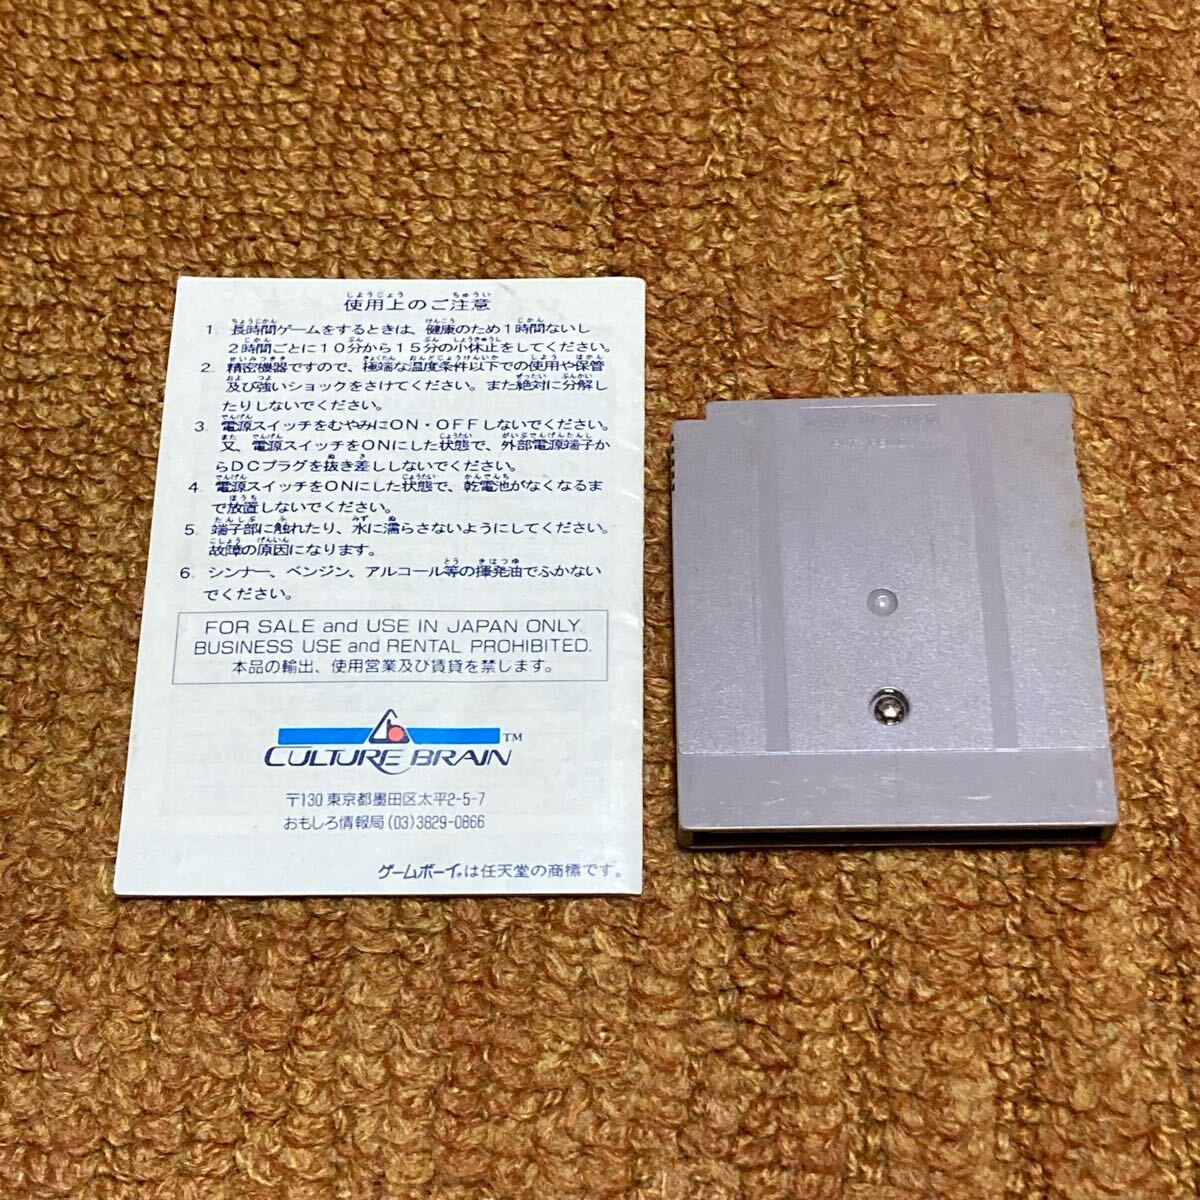 使用上のご注意
1. 長時間ゲームをするときは、健康のため1時間ないし
2時間ごとに10分から15分の小休止をしてください。
2. 精密機器ですので、極端な温度条件以下での使用や保管
及び強いショックをさけてください。また絶対に分解し
たりしないでください。
3. 電源スイッチをむやみにON・OFFしないでください。
又、電源スイッチをONにした状態で、外部電源端子か
らDCプラグを抜き差ししないでください。
4. 電源スイッチをONにした状態で、乾電池がなくなるま
で放置しないでください。
5. 端子部に触れたり、水に濡らさないようにしてください。
故障の原因になります。
6. シンナー、ベンジン、アルコール等の揮発油でふかない
でください。
FOR SALE and USE IN JAPAN ONLY.
BUSINESS USE and RENTAL PROHIBITED.
本品の輸出、使用営業及び賃貸を禁じます。
CULTURE BRAIN TM
〒130 東京都墨田区太平2-5-7
おもしろ情報局 (03)3829-0866
ゲームボーイ®は任天堂の商標です。